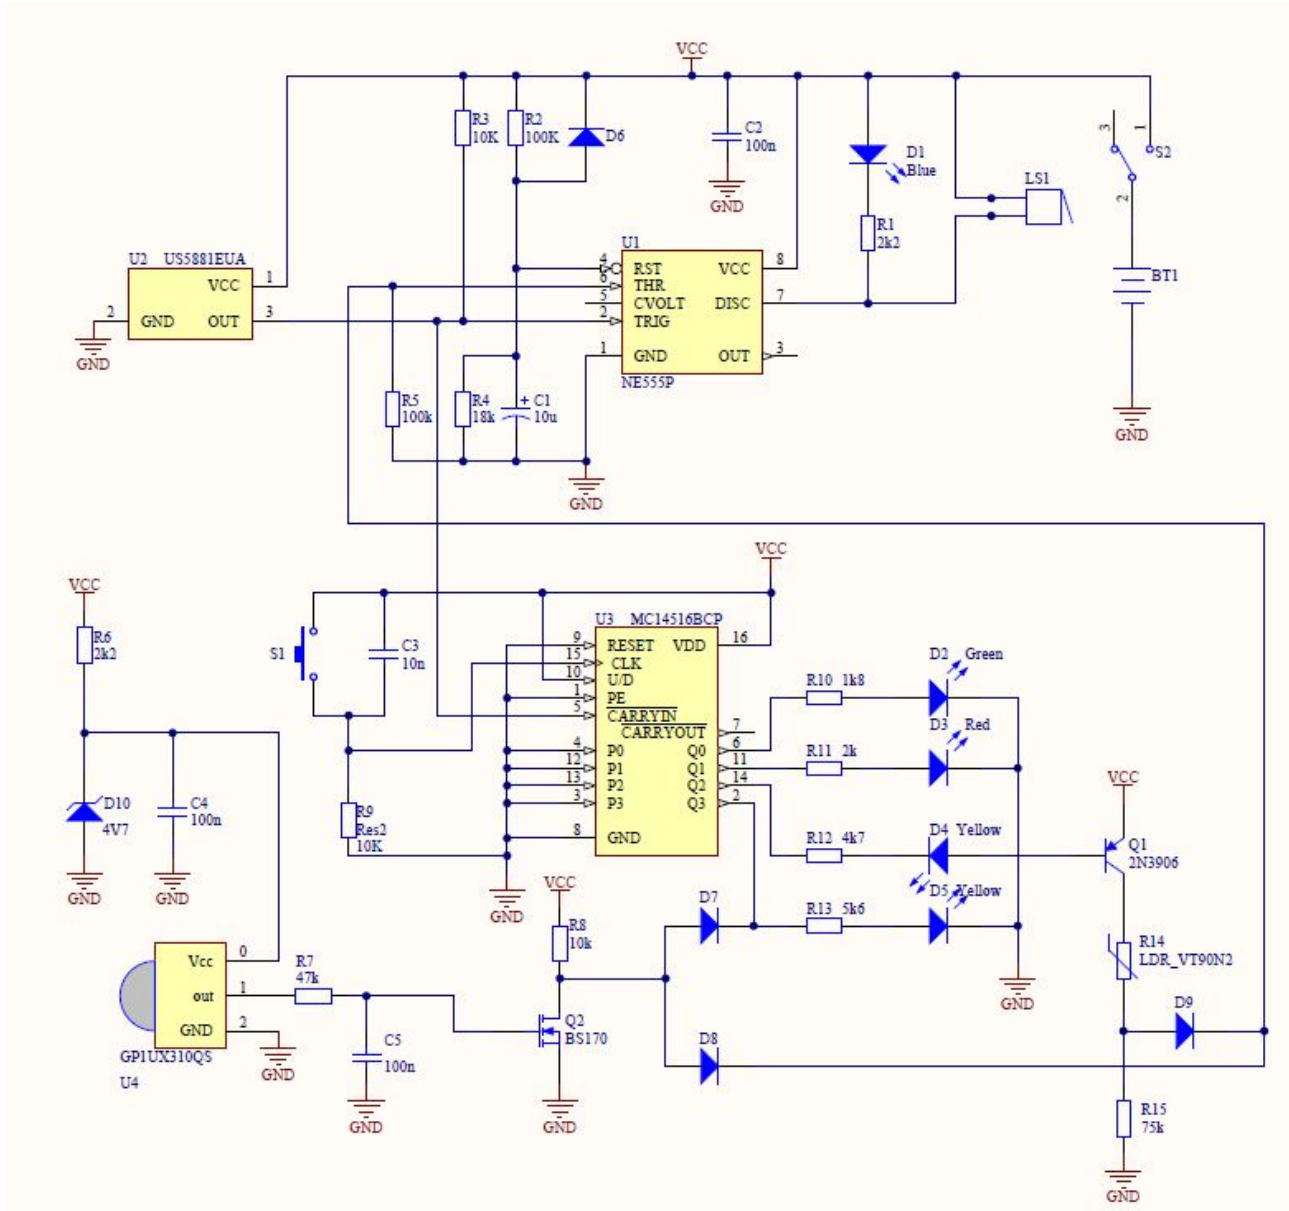 VCC
R3
10K
R2
100K
D6
C2
100n
GND
D1
Blue
R1
2k2
LS1
3
1
S2
2
BT1
GND
U2 US5881EUA
VCC 1
2 GND OUT 3
GND
U1
4 RST VCC 8
6 THR
5 CVOLT DISC 7
2 TRIG
1 GND OUT 3
NE555P
R5
100k
R4
18k
C1
10u
+
GND
VCC
R6
2k2
D10
4V7
C4
100n
GND
GND
S1
C3
10n
R9
Res2
10K
VCC
U3 MC14516BCP
9 RESET VDD 16
15 CLK
10 U/D
1 PE
5 CARRYIN
CARRYOUT 7
4 P0 Q0 6
12 P1 Q1 11
13 P2 Q2 14
3 P3 Q3 2
8 GND
GND
R10 1k8
D2 Green
R11 2k
D3 Red
R12 4k7
D4 Yellow
R13 5k6
D5 Yellow
GND
VCC
Q1
2N3906
R14
LDR_VT90N2
D9
R15
75k
GND
VCC
R8
10k
D7
D8
Q2
BS170
GND
Vcc 0
out 1
GND 2
GP1UX310QS
U4
GND
R7
47k
C5
100n
GND